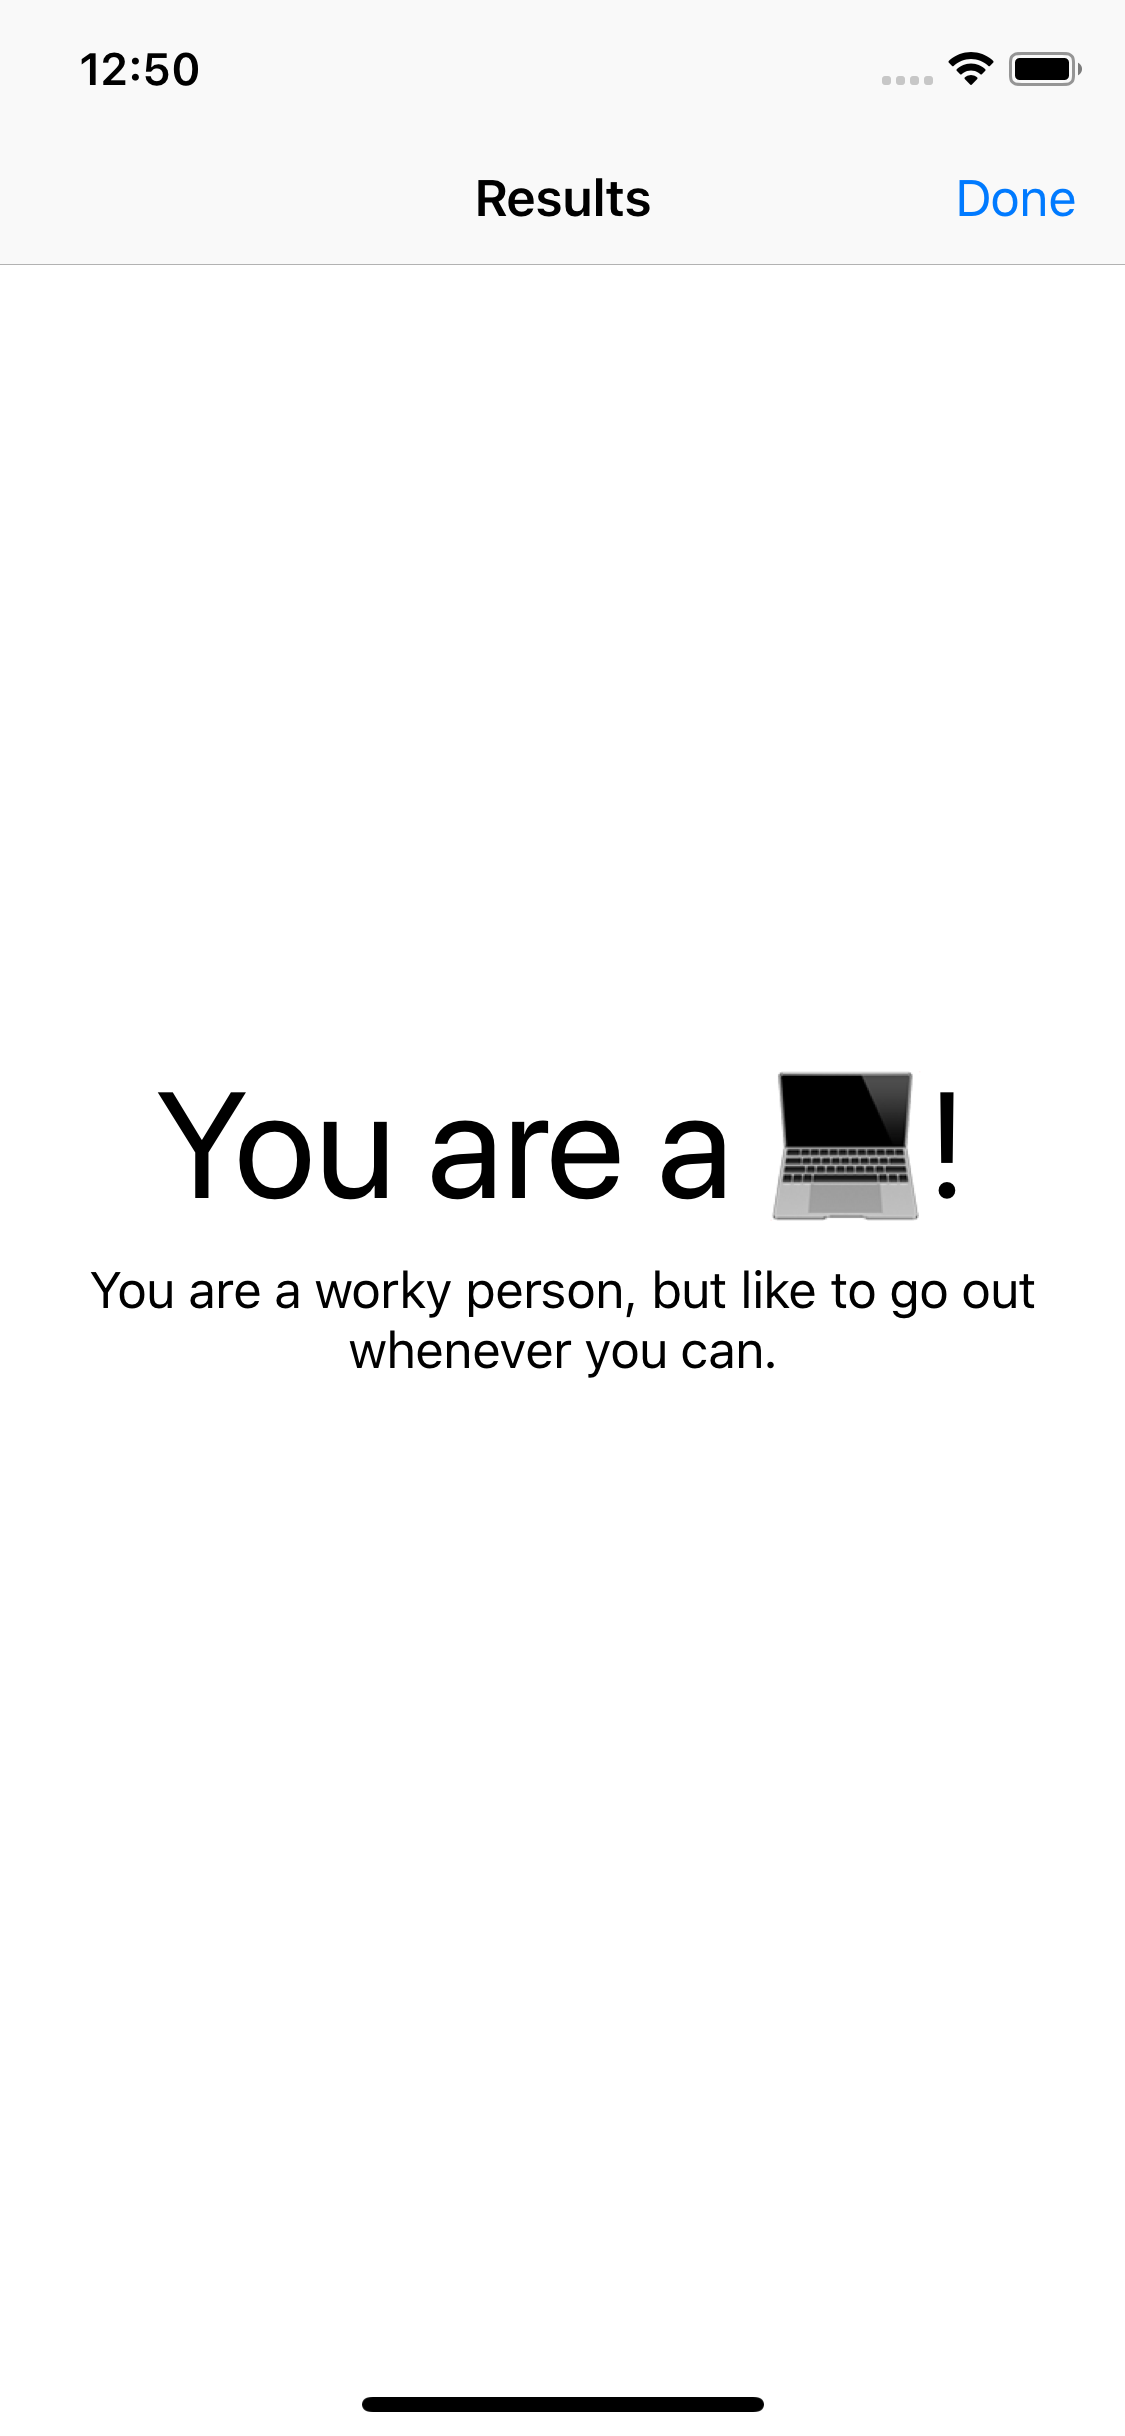 12:50
Results
Done
You are a 💻!
You are a worky person, but like to go out
whenever you can.